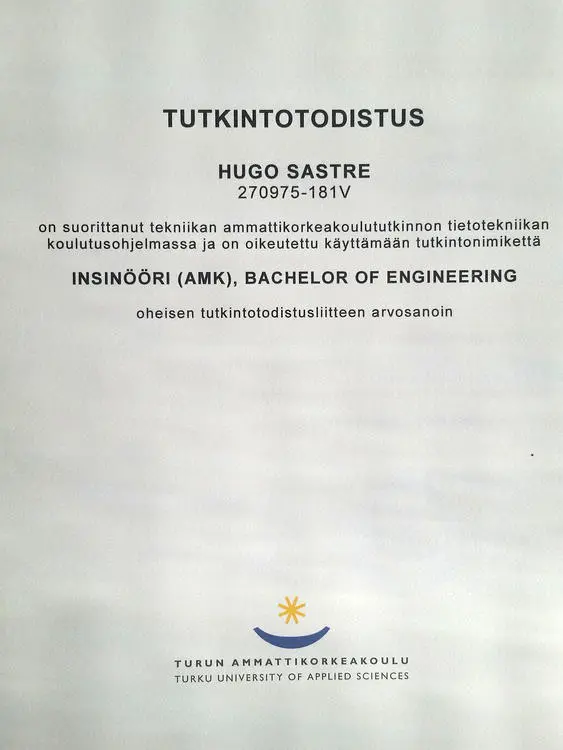 TUTKINTOTODISTUS
HUGO SASTRE
270975-181V
on suorittanut tekniikan ammattikorkeakoulututkinnon tietotekniikan
koulutusohjelmassa ja on oikeutettu käyttämään tutkintonimikettä
INSINÖÖRI (AMK), BACHELOR OF ENGINEERING
oheisen tutkintotodistusliitteen arvosanoin
TURUN AMMATTIKORKEAKOULU
TURKU UNIVERSITY OF APPLIED SCIENCES